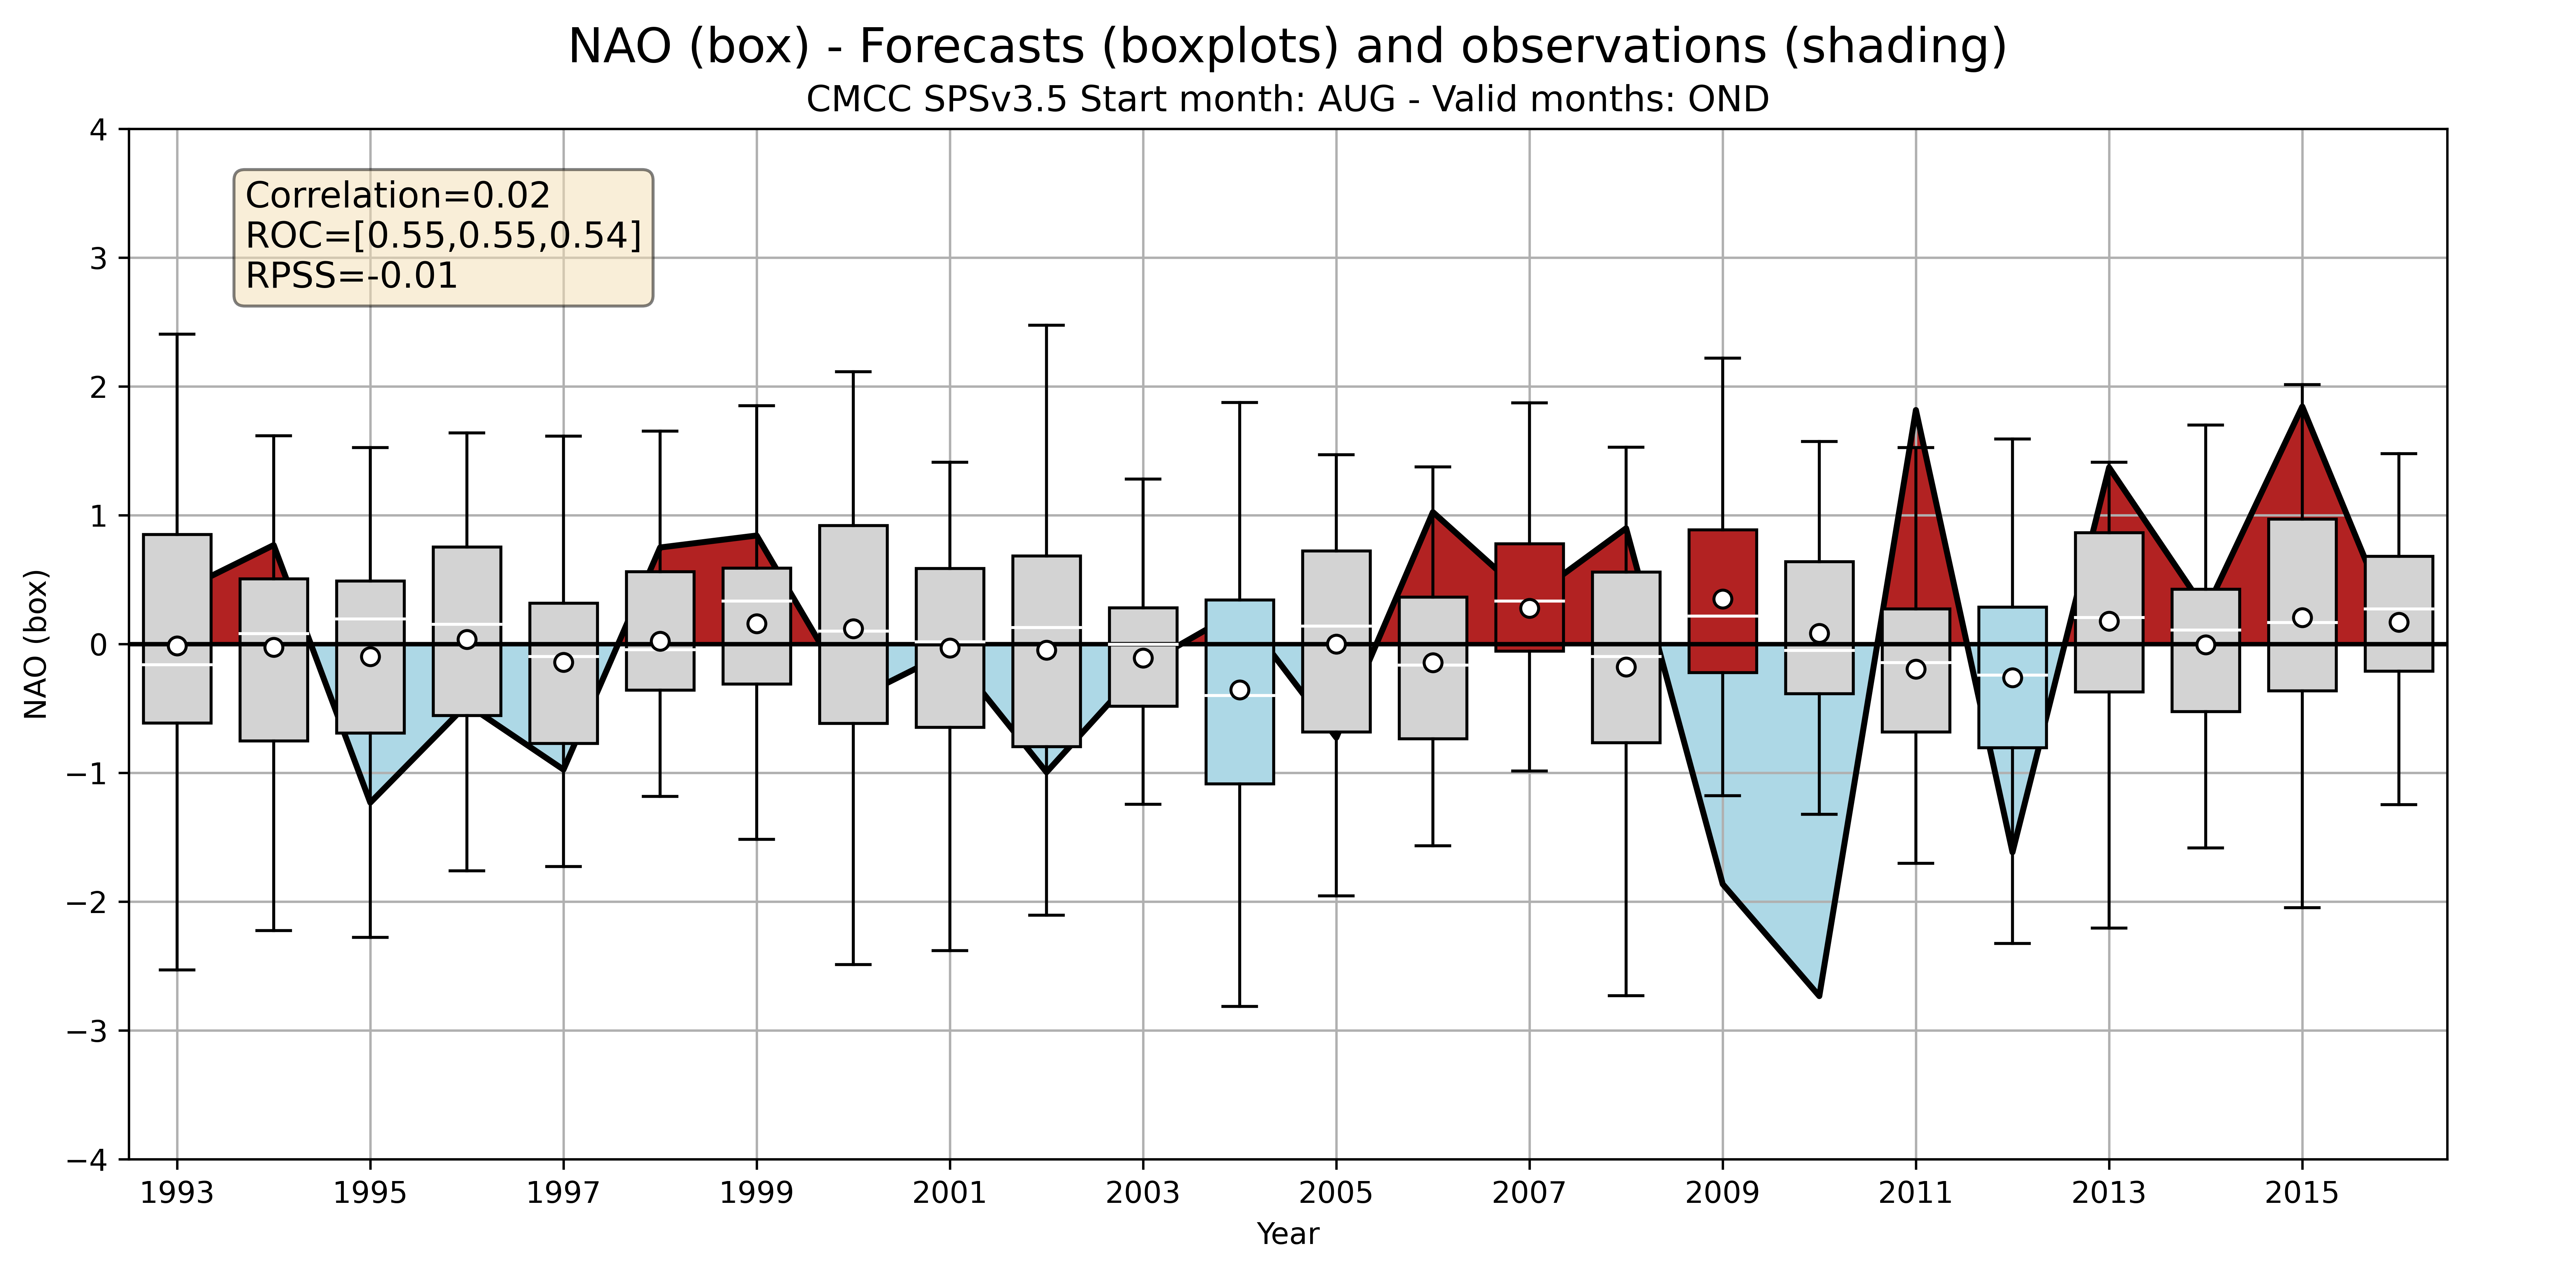 NAO (box) - Forecasts (boxplots) and observations (shading)
CMCC SPSv3.5 Start month: AUG - Valid months: OND
Correlation=0.02
ROC=[0.55,0.55,0.54]
RPSS=-0.01
4
3
2
1
0
−1
−2
−3
−4
NAO (box)
1993 1995 1997 1999 2001 2003 2005 2007 2009 2011 2013 2015
Year